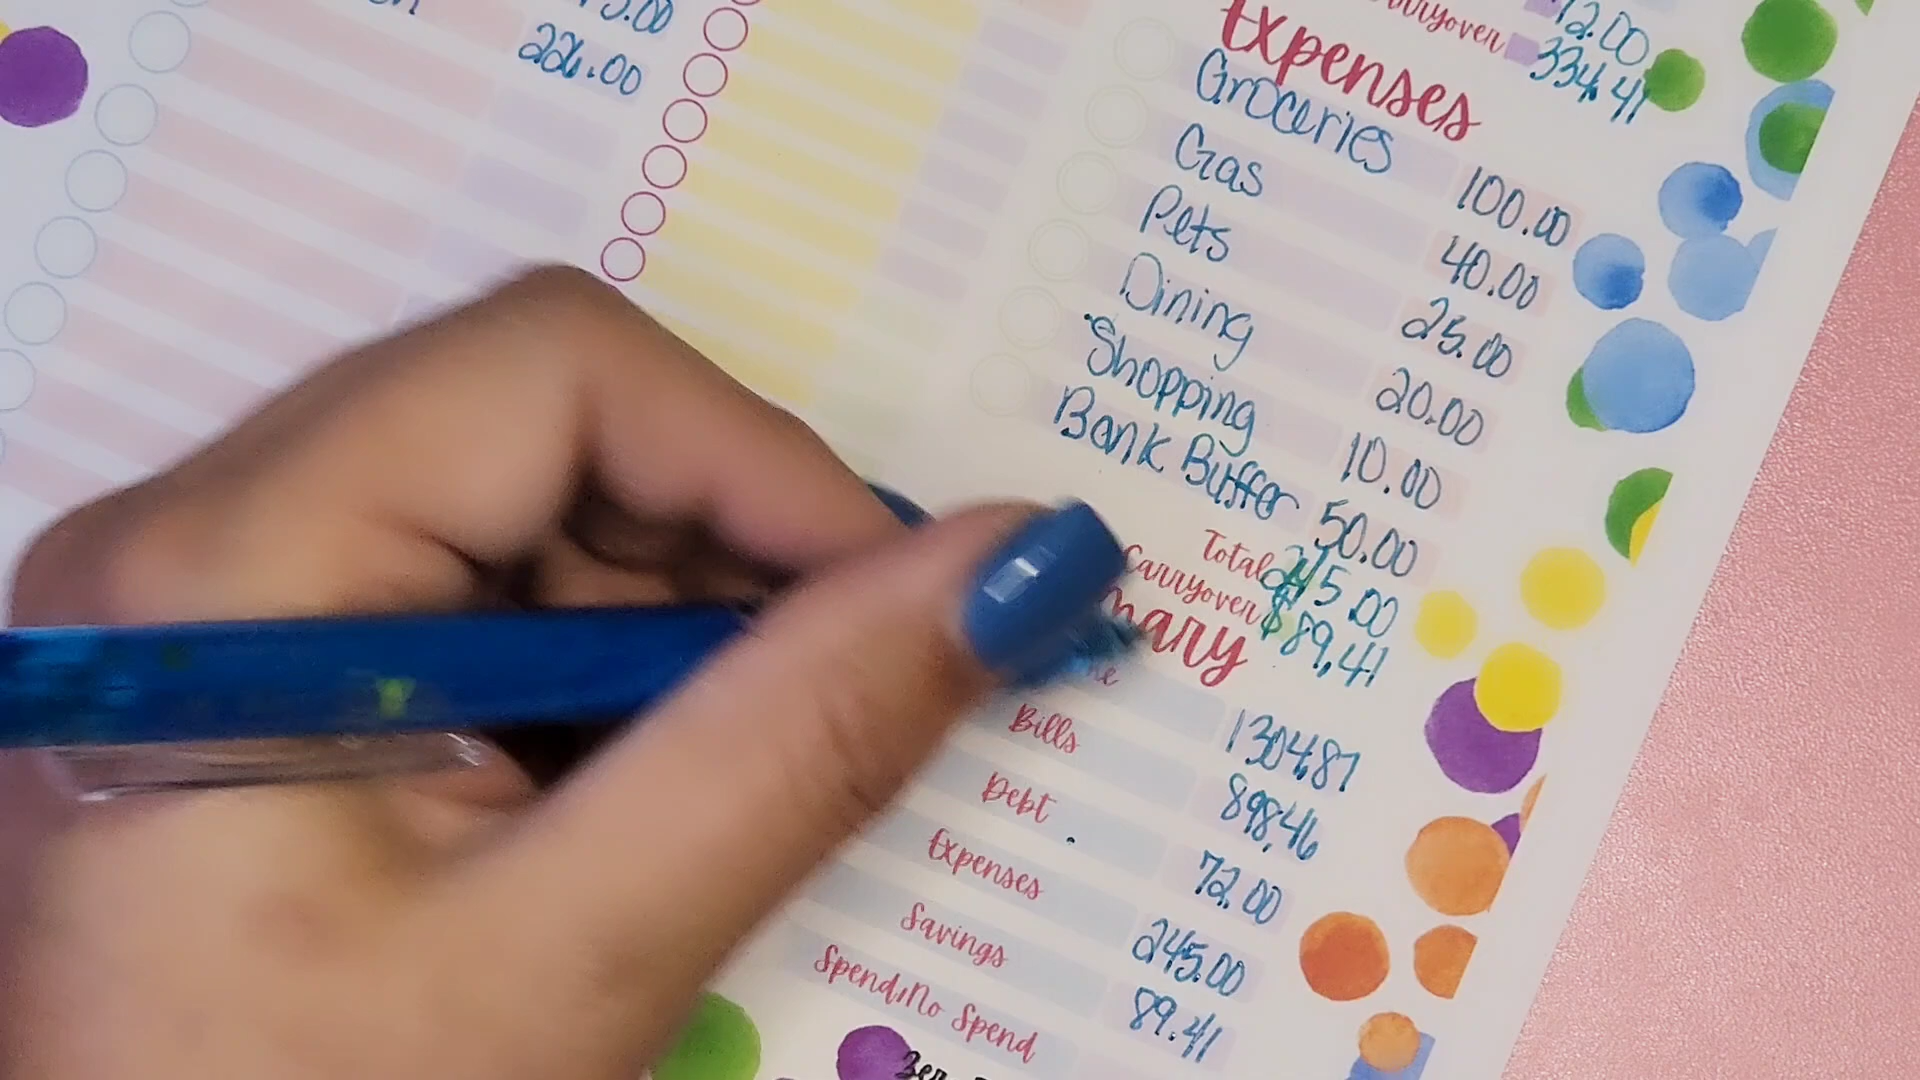 226.00
12.00
Carryover 334.41
Expenses
Groceries 100.00
Gas 40.00
Pets 25.00
Dining 20.00
Shopping 10.00
Bank Buffer 50.00
Total 245.00
Carryover $89.41
1304.87
Bills 898.46
Debt 72.00
Expenses 245.00
Savings 89.41
Spend/No Spend